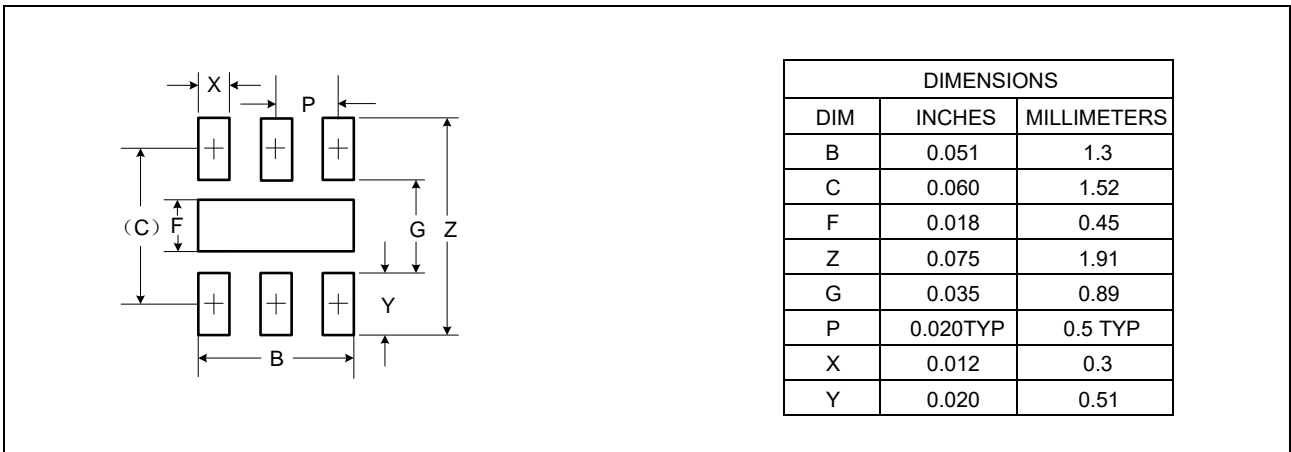 X
P
（C） F
G Z
Y
B
DIMENSIONS
DIM INCHES MILLIMETERS
B 0.051 1.3
C 0.060 1.52
F 0.018 0.45
Z 0.075 1.91
G 0.035 0.89
P 0.020TYP 0.5 TYP
X 0.012 0.3
Y 0.020 0.51